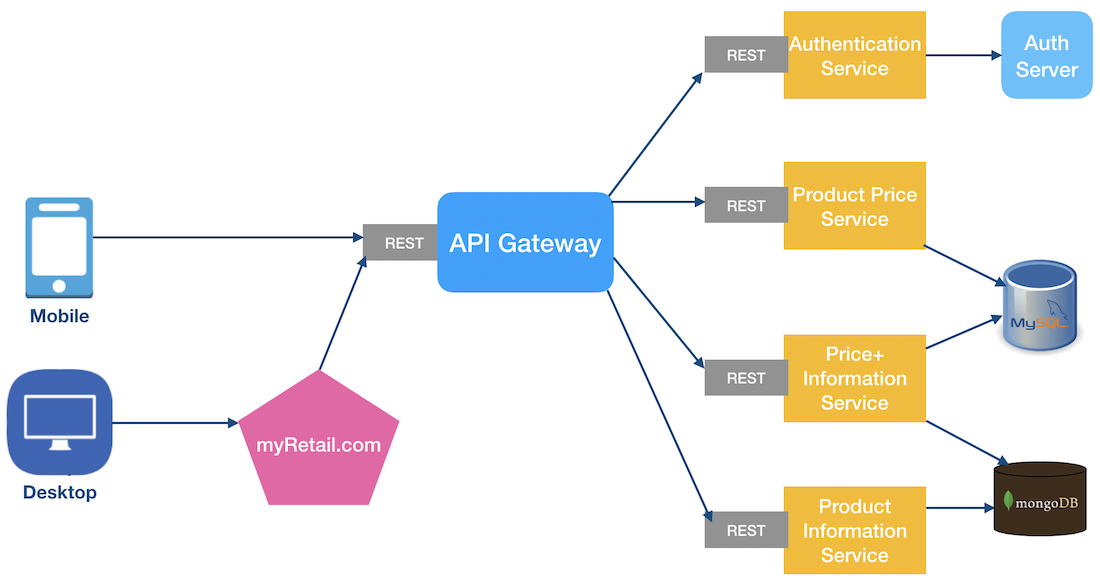 REST
Authentication
Service
Auth
Server
REST
Product Price
Service
REST
API Gateway
Mobile
MySQL
REST
Price+
Information
Service
myRetail.com
Desktop
mongoDB
REST
Product
Information
Service